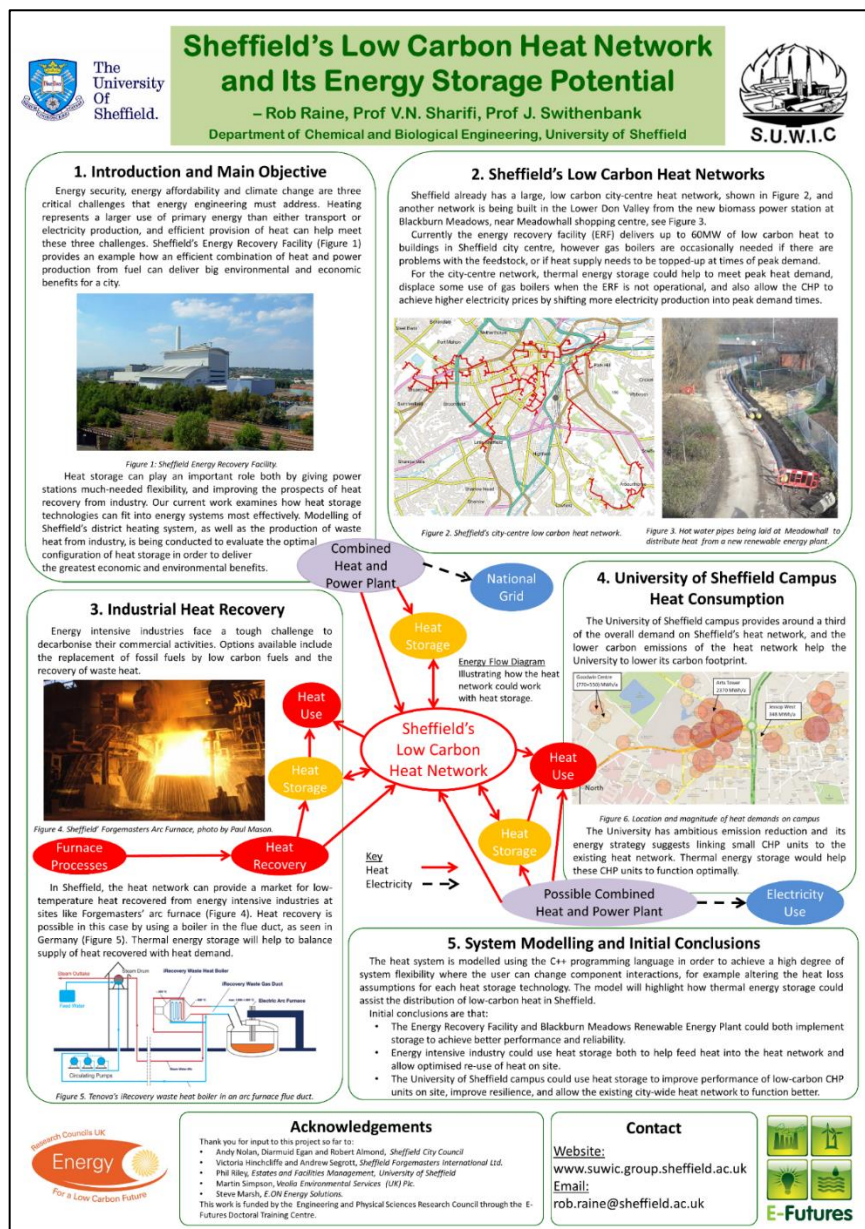 The
University
Of
Sheffield.
Sheffield's Low Carbon Heat Network
and Its Energy Storage Potential
– Rob Raine, Prof V.N. Sharifi, Prof J. Swithenbank
Department of Chemical and Biological Engineering, University of Sheffield
S.U.W.I.C
1. Introduction and Main Objective
Energy security, energy affordability and climate change are three
critical challenges that energy engineering must address. Heating
represents a larger use of primary energy than either transport or
electricity production, and efficient provision of heat can help meet
these three challenges. Sheffield's Energy Recovery Facility (Figure 1)
provides an example how an efficient combination of heat and power
production from fuel can deliver big environmental and economic
benefits for a city.
Figure 1: Sheffield Energy Recovery Facility.
Heat storage can play an important role both by giving power
stations much-needed flexibility, and improving the prospects of heat
recovery from industry. Our current work examines how heat storage
technologies can fit into energy systems most effectively. Modelling of
Sheffield's district heating system, as well as the production of waste
heat from industry, is being conducted to evaluate the optimal
configuration of heat storage in order to deliver
the greatest economic and environmental benefits.
2. Sheffield's Low Carbon Heat Networks
Sheffield already has a large, low carbon city-centre heat network, shown in Figure 2, and
another network is being built in the Lower Don Valley from the new biomass power station at
Blackburn Meadows, near Meadowhall shopping centre, see Figure 3.
Currently the energy recovery facility (ERF) delivers up to 60MW of low carbon heat to
buildings in Sheffield city centre, however gas boilers are occasionally needed if there are
problems with the feedstock, or if heat supply needs to be topped-up at times of peak demand.
For the city-centre network, thermal energy storage could help to meet peak heat demand,
displace some use of gas boilers when the ERF is not operational, and also allow the CHP to
achieve higher electricity prices by shifting more electricity production into peak demand times.
Figure 2. Sheffield's city-centre low carbon heat network.
Figure 3. Hot water pipes being laid at Meadowhall to
distribute heat from a new renewable energy plant.
Combined
Heat and
Power Plant
National
Grid
Heat
Storage
Energy Flow Diagram
Illustrating how the heat
network could work
with heat storage.
Heat
Use
Sheffield's
Low Carbon
Heat Network
Heat
Storage
Heat
Use
Heat
Storage
Furnace
Processes
Heat
Recovery
Key
Heat
Electricity
Possible Combined
Heat and Power Plant
Electricity
Use
3. Industrial Heat Recovery
Energy intensive industries face a tough challenge to
decarbonise their commercial activities. Options available include
the replacement of fossil fuels by low carbon fuels and the
recovery of waste heat.
Figure 4. Sheffield' Forgemasters Arc Furnace, photo by Paul Mason.
In Sheffield, the heat network can provide a market for low-
temperature heat recovered from energy intensive industries at
sites like Forgemasters' arc furnace (Figure 4). Heat recovery is
possible in this case by using a boiler in the flue duct, as seen in
Germany (Figure 5). Thermal energy storage will help to balance
supply of heat recovered with heat demand.
Steam Outtake
Steam Drum
iRecovery Waste Heat Boiler
iRecovery Waste Gas Duct
Electric Arc Furnace
Feed Water
Circulating Pumps
Figure 5. Tenova's iRecovery waste heat boiler in an arc furnace flue duct.
4. University of Sheffield Campus
Heat Consumption
The University of Sheffield campus provides around a third
of the overall demand on Sheffield's heat network, and the
lower carbon emissions of the heat network help the
University to lower its carbon footprint.
Goodwin Centre
(770+550) MWh/a
Arts Tower
2370 MWh/a
Jessop West
348 MWh/a
North
Figure 6. Location and magnitude of heat demands on campus
The University has ambitious emission reduction and its
energy strategy suggests linking small CHP units to the
existing heat network. Thermal energy storage would help
these CHP units to function optimally.
5. System Modelling and Initial Conclusions
The heat system is modelled using the C++ programming language in order to achieve a high degree of
system flexibility where the user can change component interactions, for example altering the heat loss
assumptions for each heat storage technology. The model will highlight how thermal energy storage could
assist the distribution of low-carbon heat in Sheffield.
Initial conclusions are that:
• The Energy Recovery Facility and Blackburn Meadows Renewable Energy Plant could both implement
storage to achieve better performance and reliability.
• Energy intensive industry could use heat storage both to help feed heat into the heat network and
allow optimised re-use of heat on site.
• The University of Sheffield campus could use heat storage to improve performance of low-carbon CHP
units on site, improve resilience, and allow the existing city-wide heat network to function better.
Research Councils UK
Energy
For a Low Carbon Future
Acknowledgements
Thank you for input to this project so far to:
• Andy Nolan, Diarmuid Egan and Robert Almond, Sheffield City Council
• Victoria Hinchcliffe and Andrew Segrott, Sheffield Forgemasters International Ltd.
• Phil Riley, Estates and Facilities Management, University of Sheffield
• Martin Simpson, Veolia Environmental Services (UK) Plc.
• Steve Marsh, E.ON Energy Solutions.
This work is funded by the Engineering and Physical Sciences Research Council through the E-
Futures Doctoral Training Centre.
Contact
Website:
www.suwic.group.sheffield.ac.uk
Email:
rob.raine@sheffield.ac.uk
E-Futures